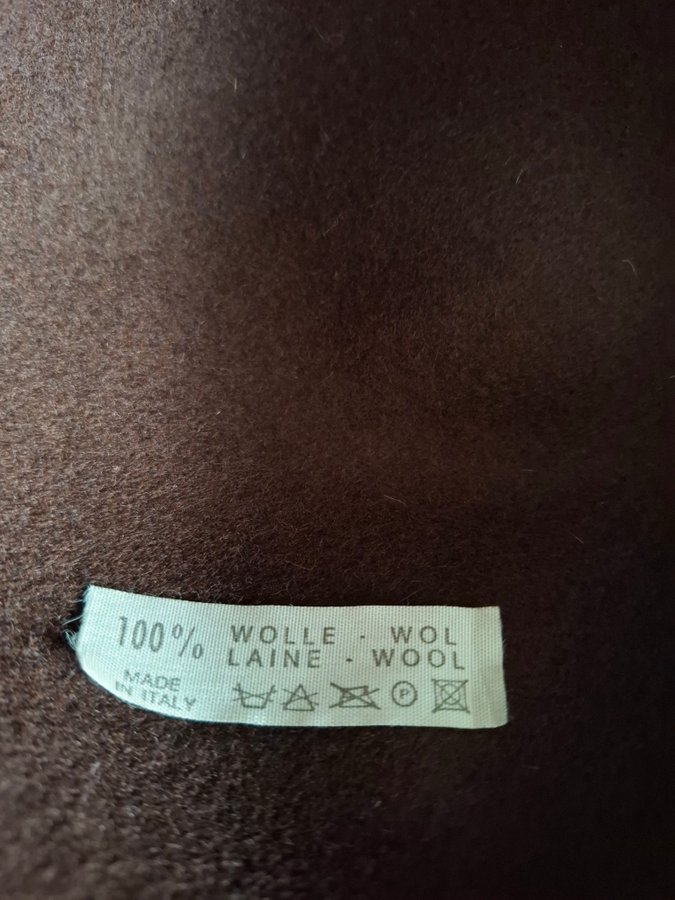 100% WOLLE - WOL
LAINE - WOOL
MADE
IN ITALY
P